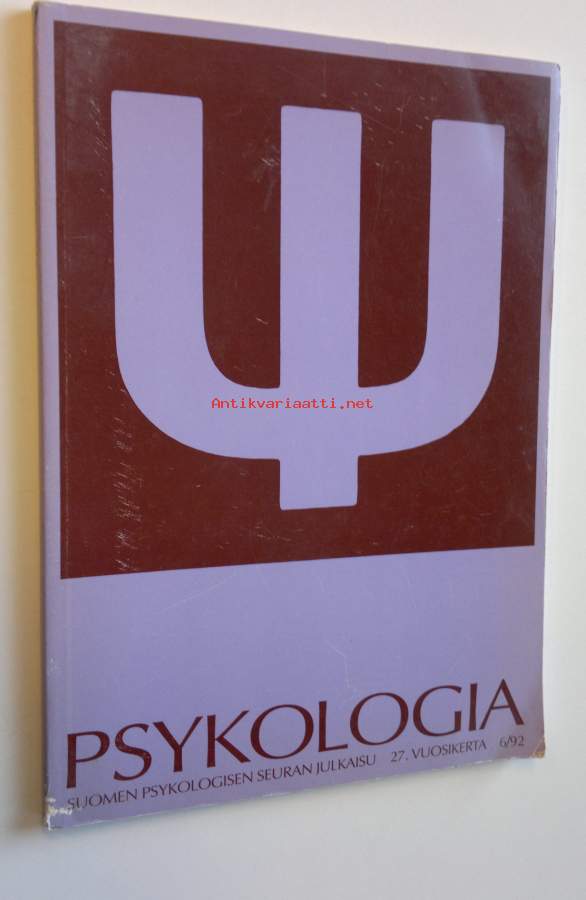 Ψ
Antikvariaatti.net
PSYKOLOGIA
SUOMEN PSYKOLOGISEN SEURAN JULKAISU 27. VUOSIKERTA 6/92